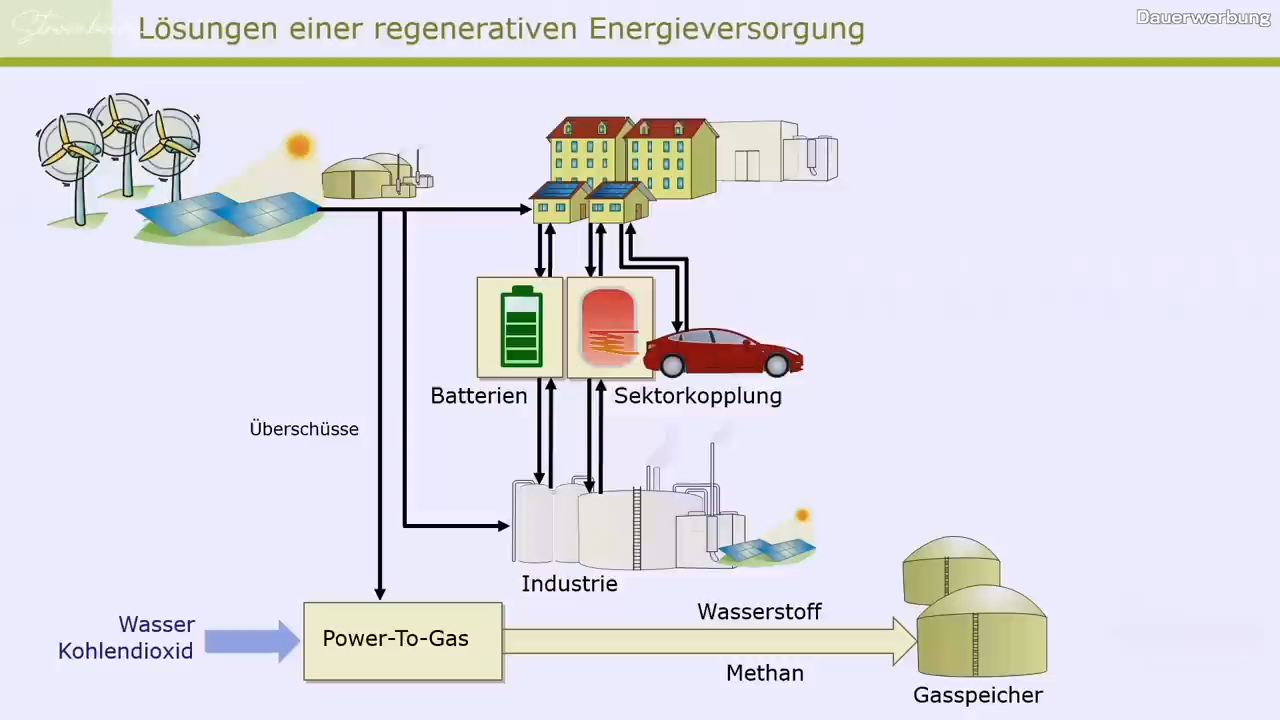 Lösungen einer regenerativen Energieversorgung
Dauerwerbung
Batterien
Sektorkopplung
Überschüsse
Industrie
Wasser
Kohlendioxid
Power-To-Gas
Wasserstoff
Methan
Gasspeicher